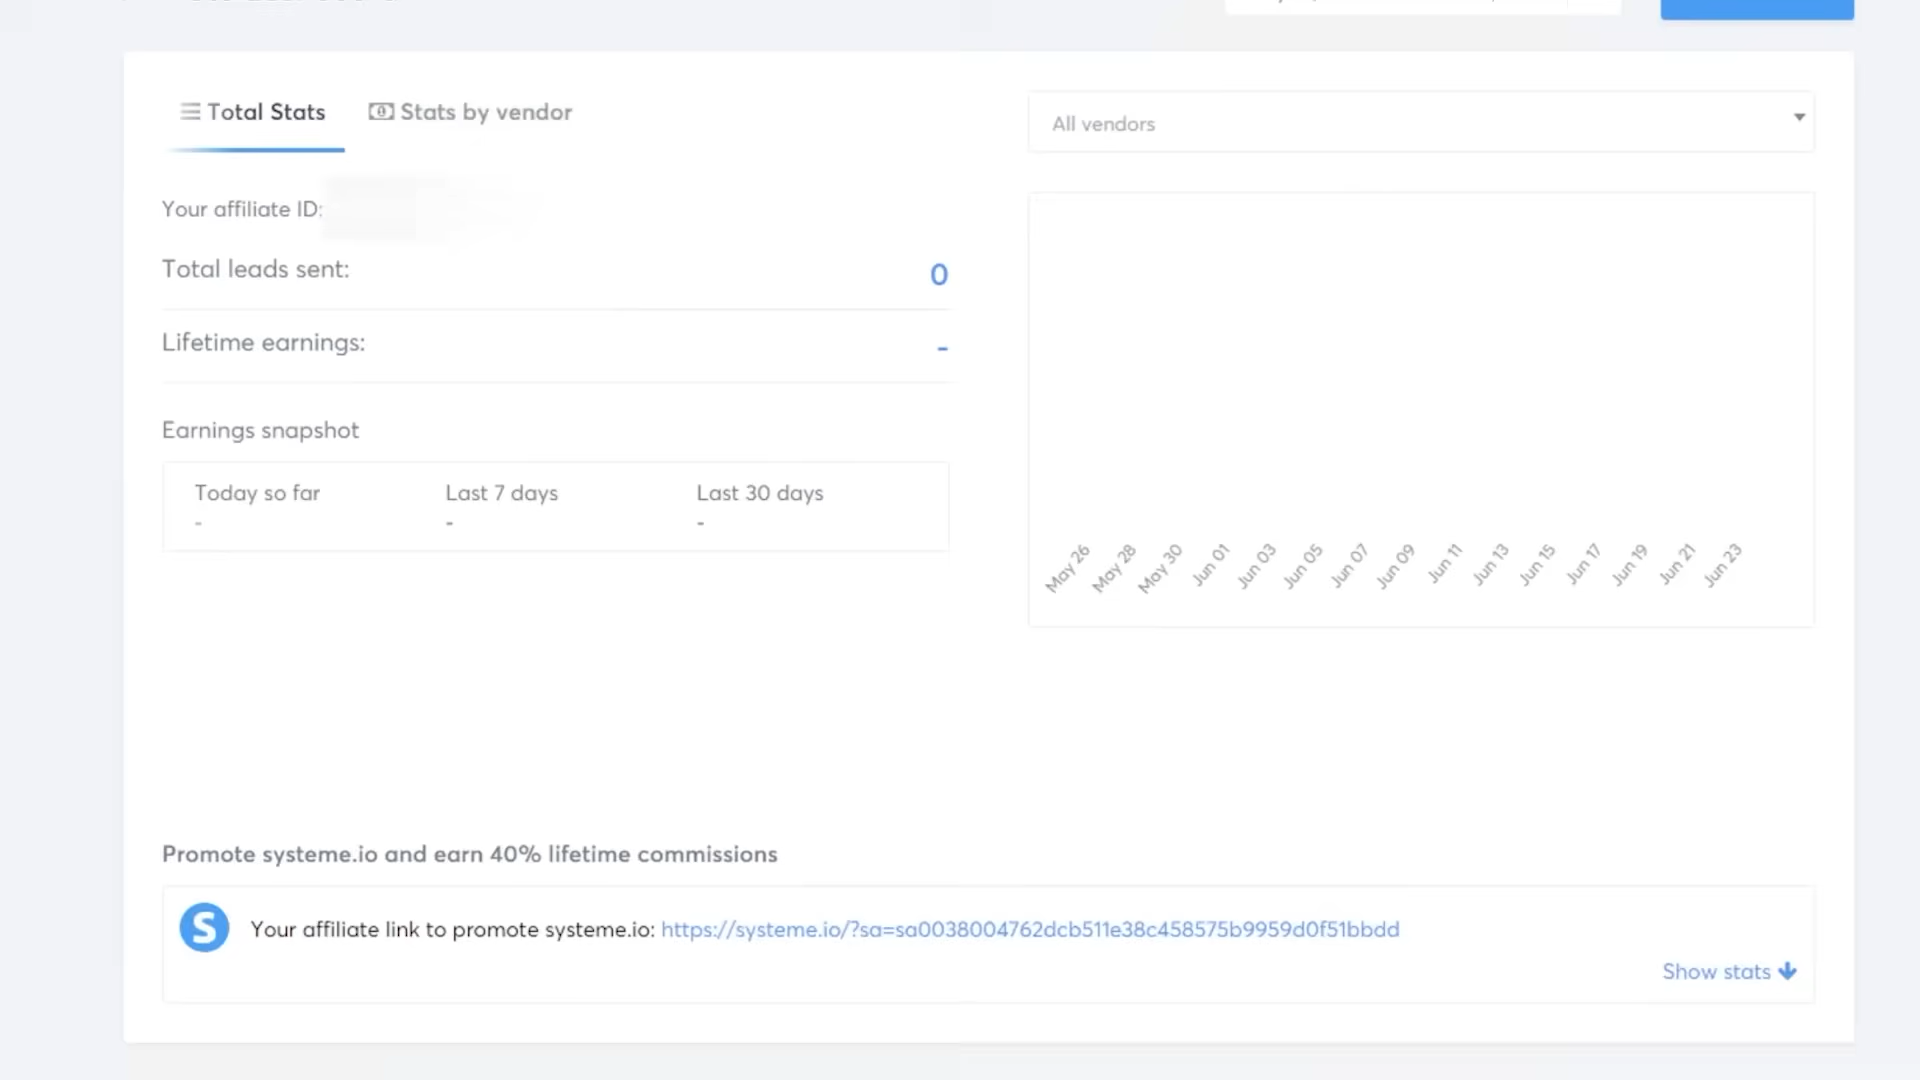 Total Stats
Stats by vendor
All vendors
Your affiliate ID:
Total leads sent:
0
Lifetime earnings:
-
Earnings snapshot
Today so far
Last 7 days
Last 30 days
-
-
-
May 26
May 28
May 30
Jun 01
Jun 03
Jun 05
Jun 07
Jun 09
Jun 11
Jun 13
Jun 15
Jun 17
Jun 19
Jun 21
Jun 23
Promote systeme.io and earn 40% lifetime commissions
S
Your affiliate link to promote systeme.io: https://systeme.io/?sa=sa0038004762dcb511e38c458575b9959d0f51bbdd
Show stats